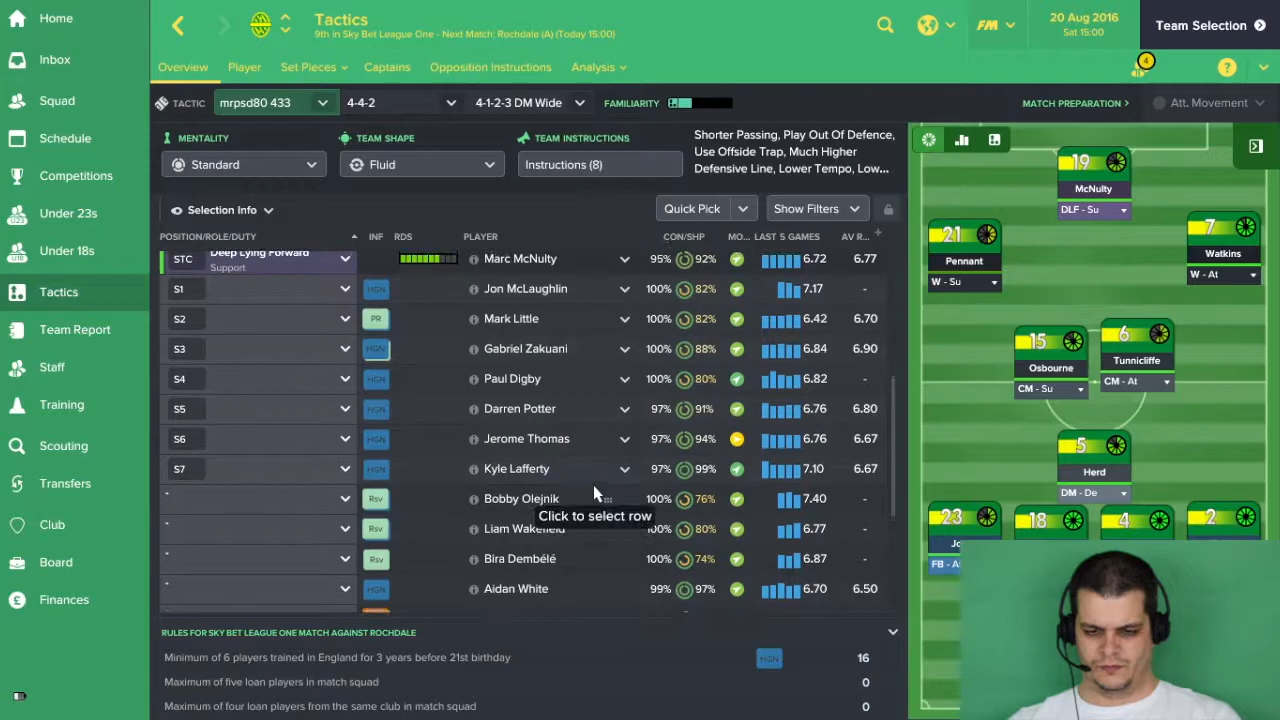 Home
Inbox
Squad
Schedule
Competitions
Under 23s
Under 18s
Tactics
Team Report
Staff
Training
Scouting
Transfers
Club
Board
Finances
Tactics
9th in Sky Bet League One - Next Match: Rochdale (A) (Today 15:00)
FM
20 Aug 2016
Sat 15:00
Team Selection
4
?
Overview Player Set Pieces Captains Opposition Instructions Analysis
TACTIC mrpsd80 433 4-4-2 4-1-2-3 DM Wide FAMILIARITY MATCH PREPARATION > Att. Movement
MENTALITY TEAM SHAPE TEAM INSTRUCTIONS
Standard Fluid Instructions (8)
Shorter Passing, Play Out Of Defence,
Use Offside Trap, Much Higher
Defensive Line, Lower Tempo, Low...
Selection Info Quick Pick Show Filters
POSITION/ROLE/DUTY INF RDS PLAYER CON/SHP MO... LAST 5 GAMES AV R...
STC Deep Lying Forward Marc McNulty 95% 92% 6.72 6.77
Support
S1 HGN Jon McLaughlin 100% 82% 7.17 -
S2 PR Mark Little 100% 82% 6.42 6.70
S3 HGN Gabriel Zakuani 100% 88% 6.84 6.90
S4 HGN Paul Digby 100% 80% 6.82 -
S5 HGN Darren Potter 97% 91% 6.76 6.80
S6 HGN Jerome Thomas 97% 94% 6.76 6.67
S7 HGN Kyle Lafferty 97% 99% 7.10 6.67
- Rsv Bobby Olejnik 100% 76% 7.40 -
Click to select row
- Rsv Liam Wakefield 100% 80% 6.77 -
- Rsv Bira Dembélé 100% 74% 6.87 -
- HGN Aidan White 99% 97% 6.70 6.50
RULES FOR SKY BET LEAGUE ONE MATCH AGAINST ROCHDALE
Minimum of 6 players trained in England for 3 years before 21st birthday HGN 16
Maximum of five loan players in match squad 0
Maximum of four loan players from the same club in match squad 0
19
McNulty
DLF - Su
21
Pennant
W - Su
7
Watkins
W - At
15
Osbourne
CM - Su
6
Tunnicliffe
CM - At
5
Herd
DM - De
23
18
4
2